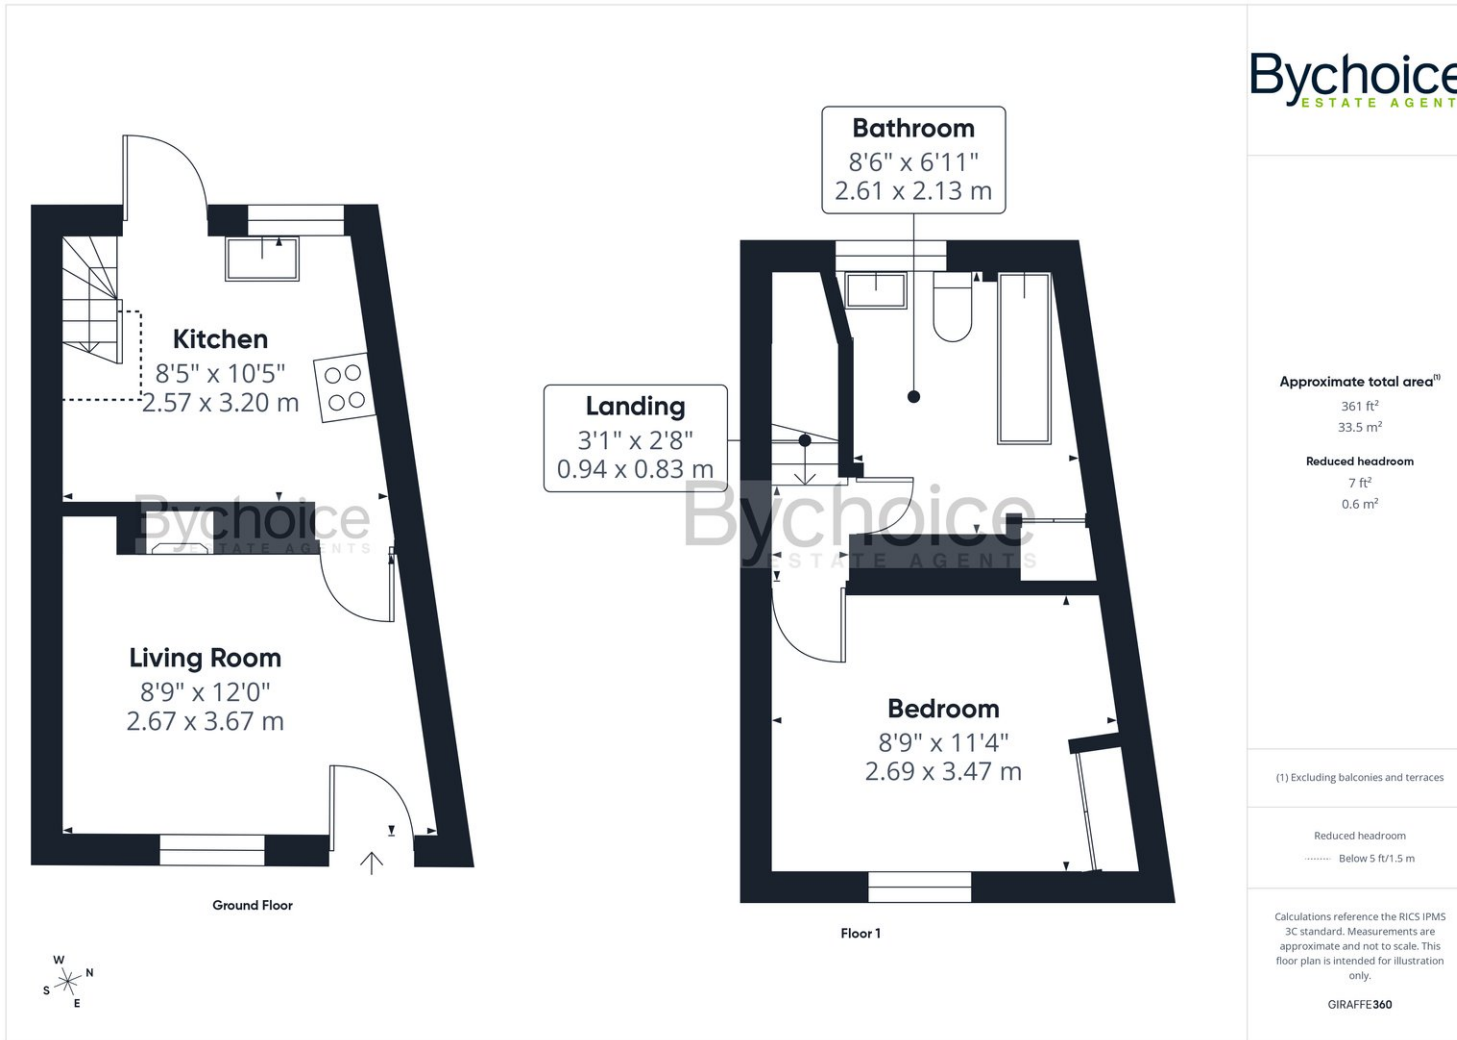 Bychoice
ESTATE AGENT
Bathroom
8'6" x 6'11"
2.61 x 2.13 m
Kitchen
8'5" x 10'5"
2.57 x 3.20 m
Landing
3'1" x 2'8"
0.94 x 0.83 m
Bychoice
ESTATE AGENTS
Bychoice
ESTATE AGENTS
Living Room
8'9" x 12'0"
2.67 x 3.67 m
Bedroom
8'9" x 11'4"
2.69 x 3.47 m
Ground Floor
Floor 1
W
N
S
E
Approximate total area(1)
361 ft²
33.5 m²
Reduced headroom
7 ft²
0.6 m²
(1) Excluding balconies and terraces
Reduced headroom
Below 5 ft/1.5 m
Calculations reference the RICS IPMS
3C standard. Measurements are
approximate and not to scale. This
floor plan is intended for illustration
only.
GIRAFFE360